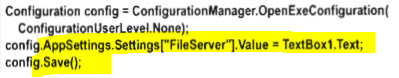 Configuration config = ConfigurationManager.OpenExeConfiguration(
ConfigurationUserLevel.None);
config.AppSettings.Settings["FileServer"].Value = TextBox1.Text;
config.Save();